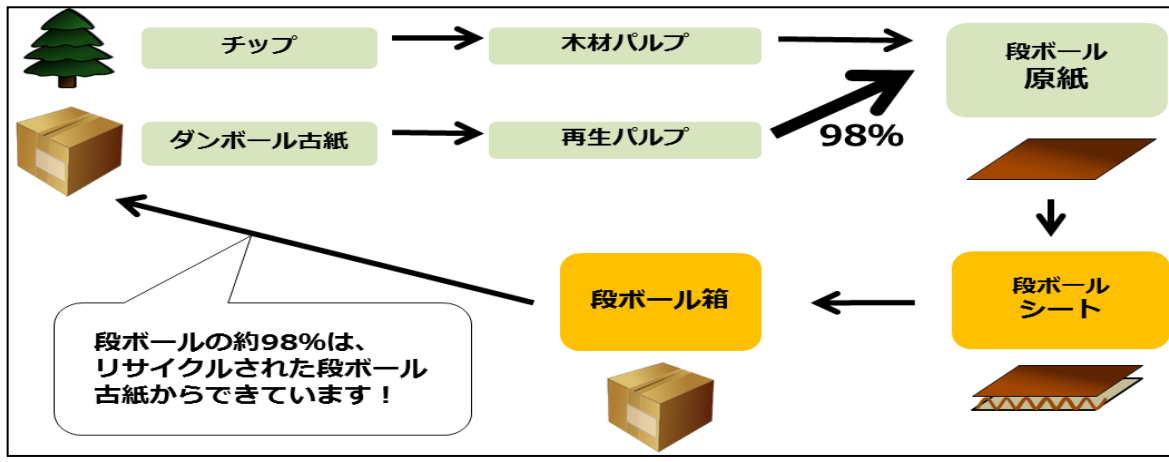 チップ
木材パルプ
段ボール
原紙
ダンボール古紙
再生パルプ
98%
段ボール
シート
段ボール箱
段ボールの約98%は、
リサイクルされた段ボール
古紙からできています！